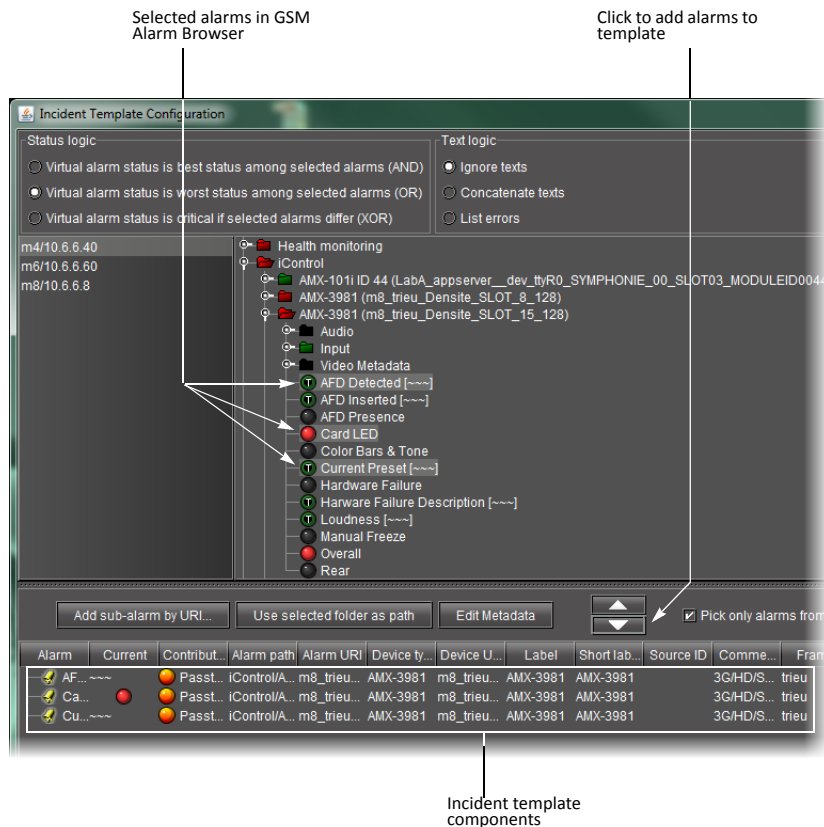 Selected alarms in GSM
Alarm Browser
Click to add alarms to
template
Incident Template Configuration
Status logic
Text logic
Virtual alarm status is best status among selected alarms (AND)
Ignore texts
Virtual alarm status is worst status among selected alarms (OR)
Concatenate texts
Virtual alarm status is critical if selected alarms differ (XOR)
List errors
m4/10.6.6.40
m6/10.6.6.60
m8/10.6.6.8
Health monitoring
iControl
AMX-101i ID 44 (LabA_appserver__dev_ttyR0_SYMPHONIE_00_SLOT03_MODULEID0044
AMX-3981 (m8_trieu_Densite_SLOT_8_128)
AMX-3981 (m8_trieu_Densite_SLOT_15_128)
Audio
Input
Video Metadata
T AFD Detected [~~~]
T AFD Inserted [~~~]
AFD Presence
Card LED
Color Bars & Tone
T Current Preset [~~~]
Hardware Failure
T Harware Failure Description [~~~]
T Loudness [~~~]
Manual Freeze
Overall
Rear
Add sub-alarm by URI... Use selected folder as path Edit Metadata Pick only alarms from
Alarm Current Contribut... Alarm path Alarm URI Device ty... Device U... Label Short lab... Source ID Comme... Fran
AF... ~~~ Passt... iControl/A... m8_trieu... AMX-3981 m8_trieu... AMX-3981 AMX-3981 3G/HD/S... trieu
Ca... Passt... iControl/A... m8_trieu... AMX-3981 m8_trieu... AMX-3981 AMX-3981 3G/HD/S... trieu
Cu... ~~~ Passt... iControl/A... m8_trieu... AMX-3981 m8_trieu... AMX-3981 AMX-3981 3G/HD/S... trieu
Incident template
components